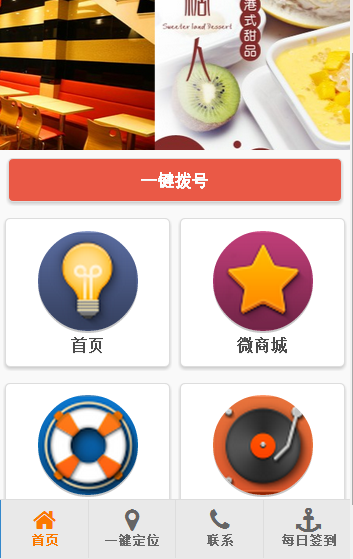 糖
Sweeter land Dessert
港式甜品
一键拨号
首页
微商城
首页
一键定位
联系
每日签到